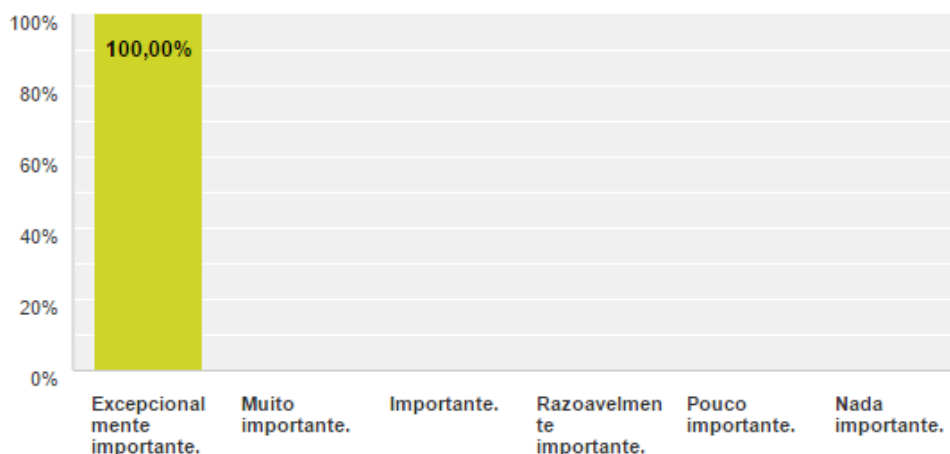 100%
100,00%
80%
60%
40%
20%
0%
Excepcional
mente
importante.
Muito
importante.
Importante.
Razoavelmen
te
importante.
Pouco
importante.
Nada
importante.